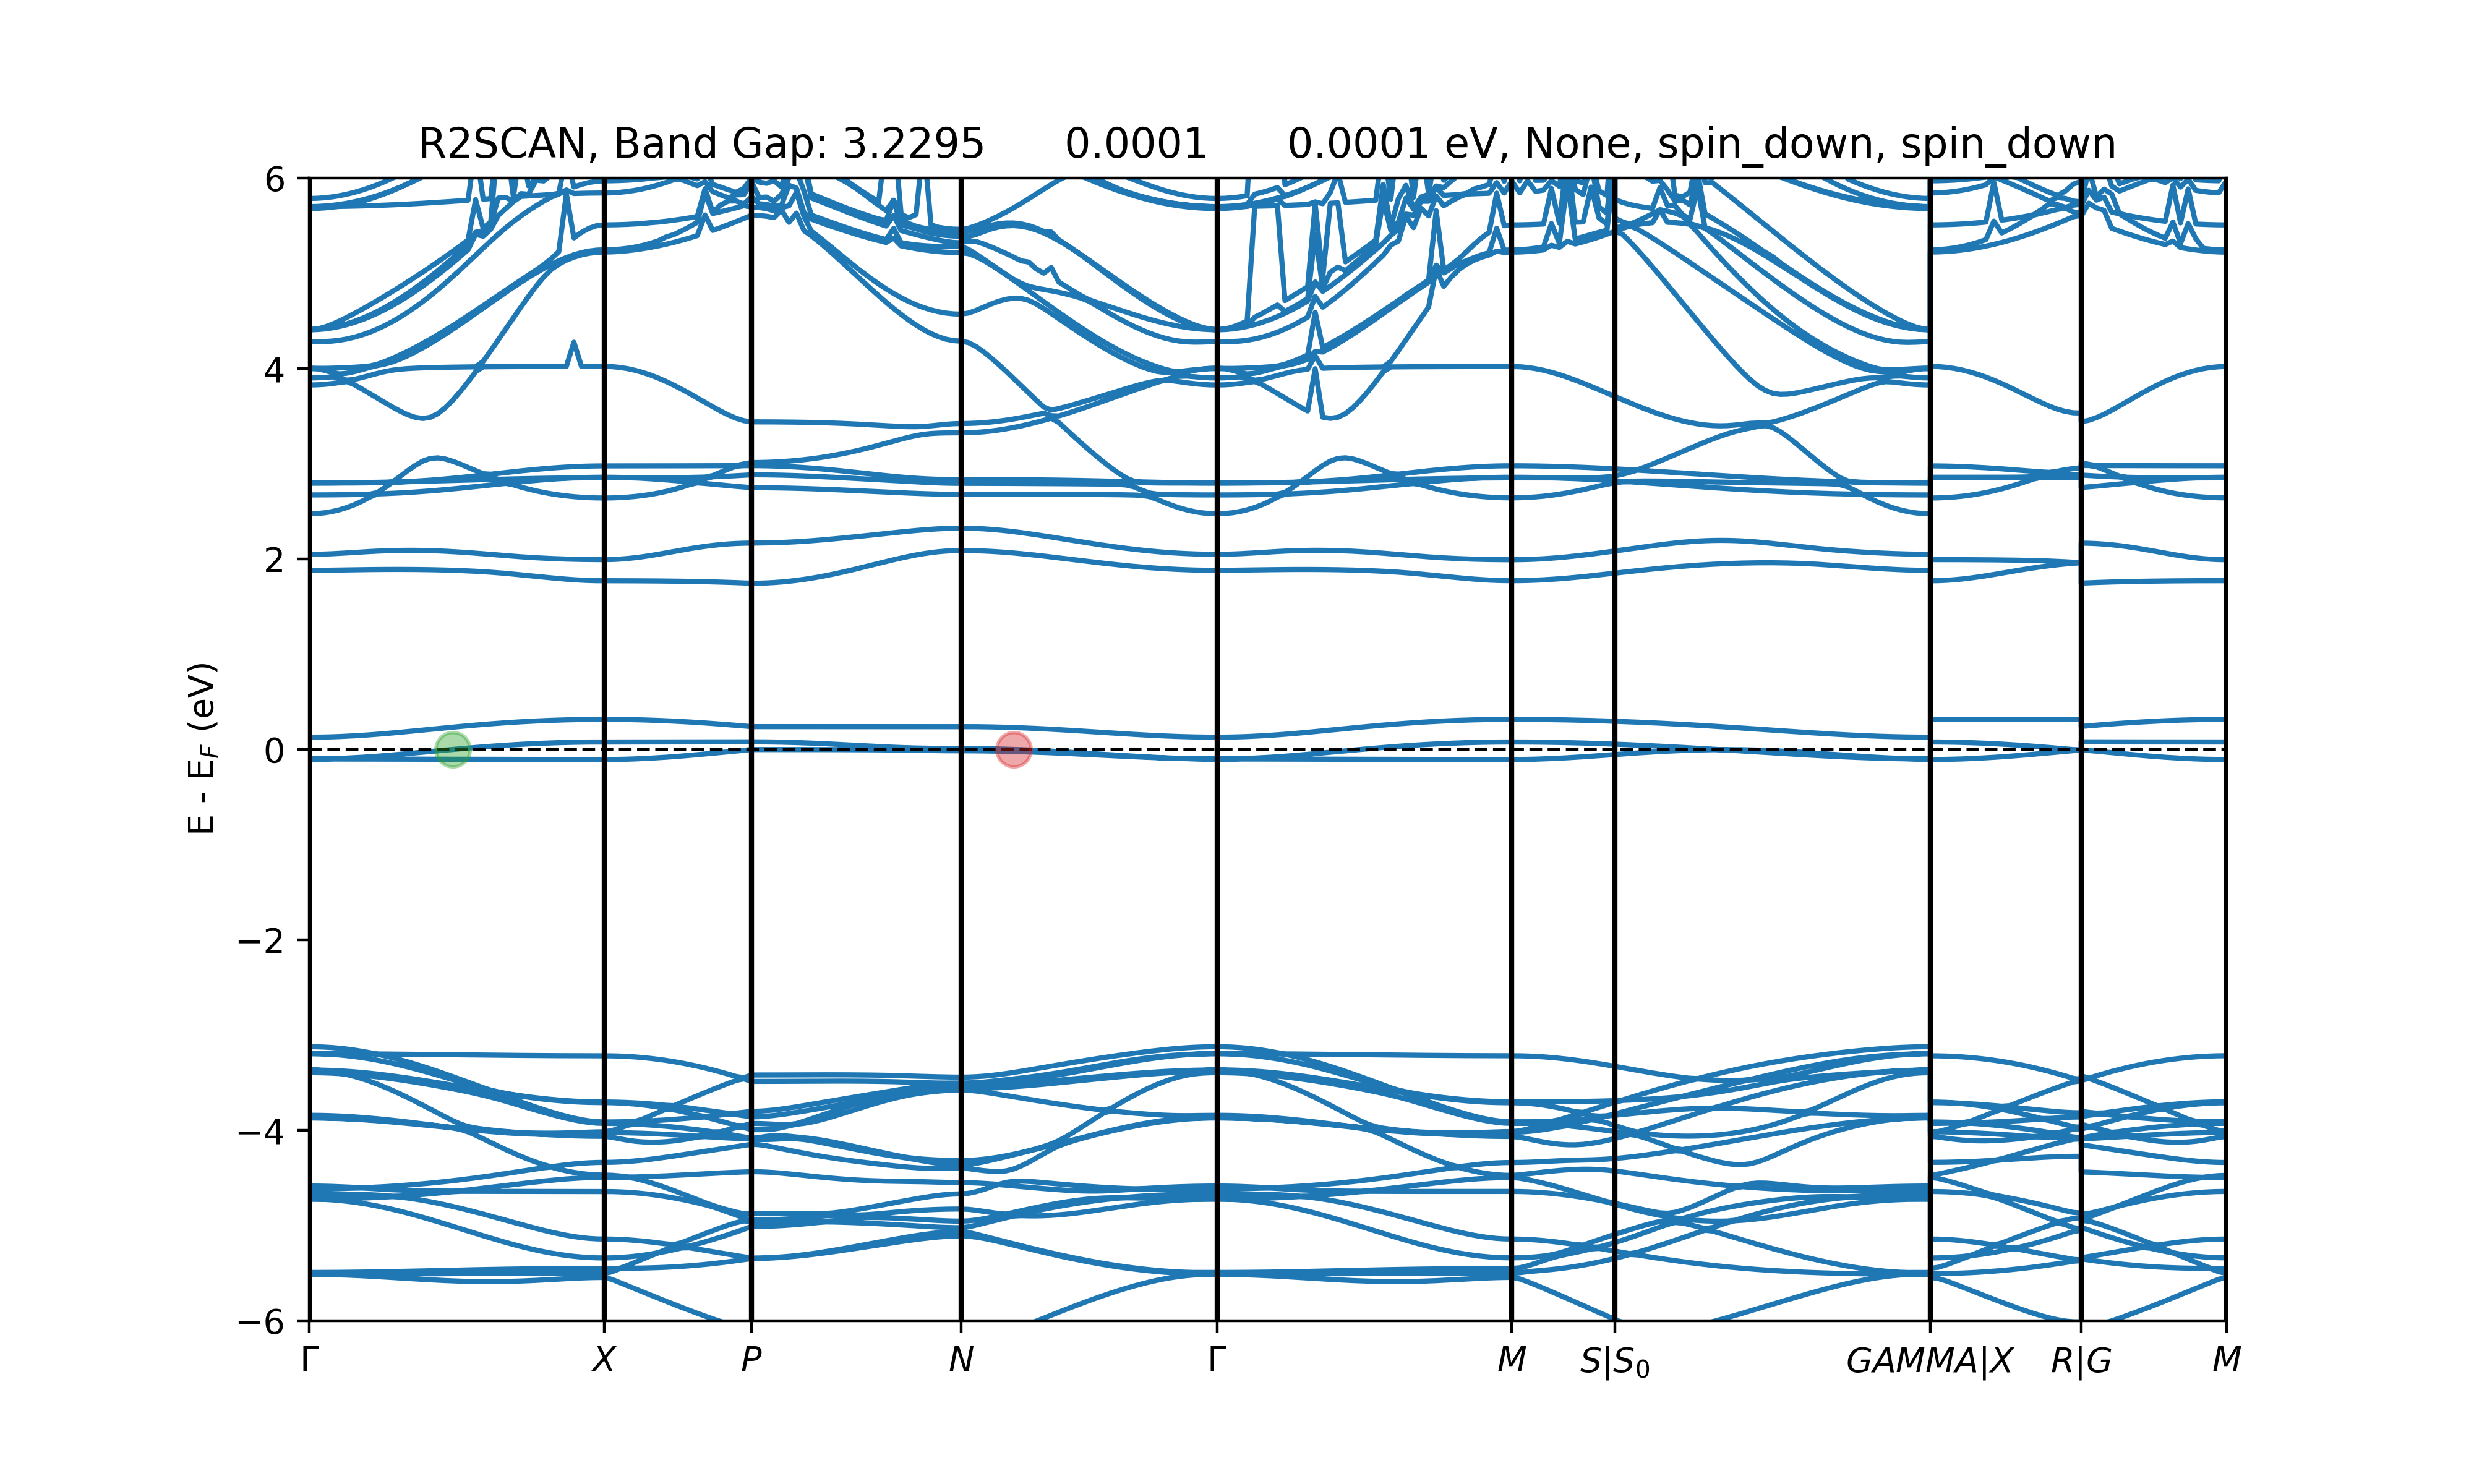 R2SCAN, Band Gap: 3.2295 0.0001 0.0001 eV, None, spin_down, spin_down
6
4
2
0
−2
−4
−6
E - E_F (eV)
Γ X P N Γ M S|S₀ GAMMA|X R|G M